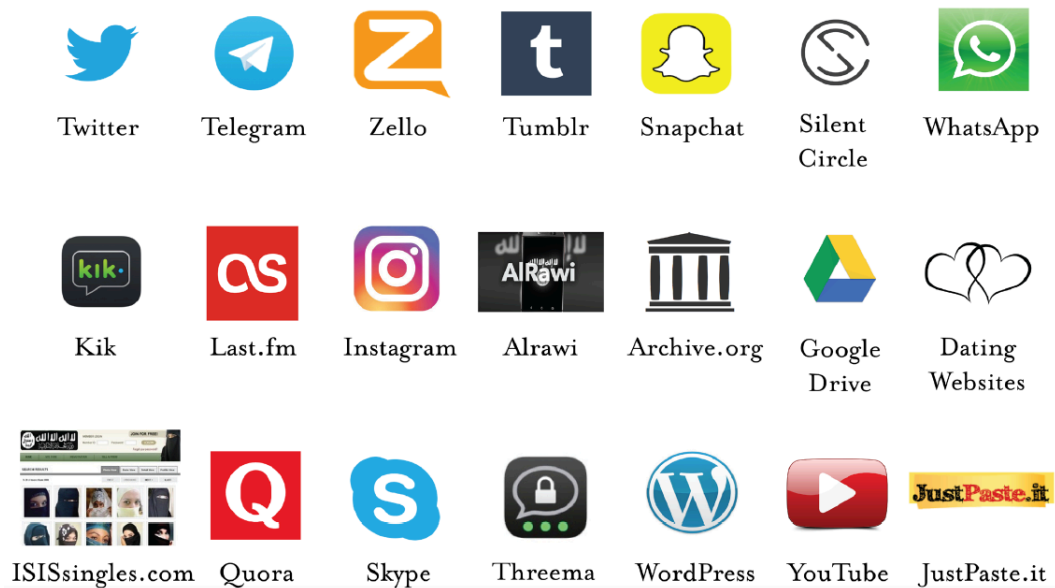 Twitter
Telegram
Zello
Tumblr
Snapchat
Silent
Circle
WhatsApp
kik·
AlRawi
Kik
Last.fm
Instagram
Alrawi
Archive.org
Google
Drive
Dating
Websites
JustPaste.it
ISISsingles.com
Quora
Skype
Threema
WordPress
YouTube
JustPaste.it